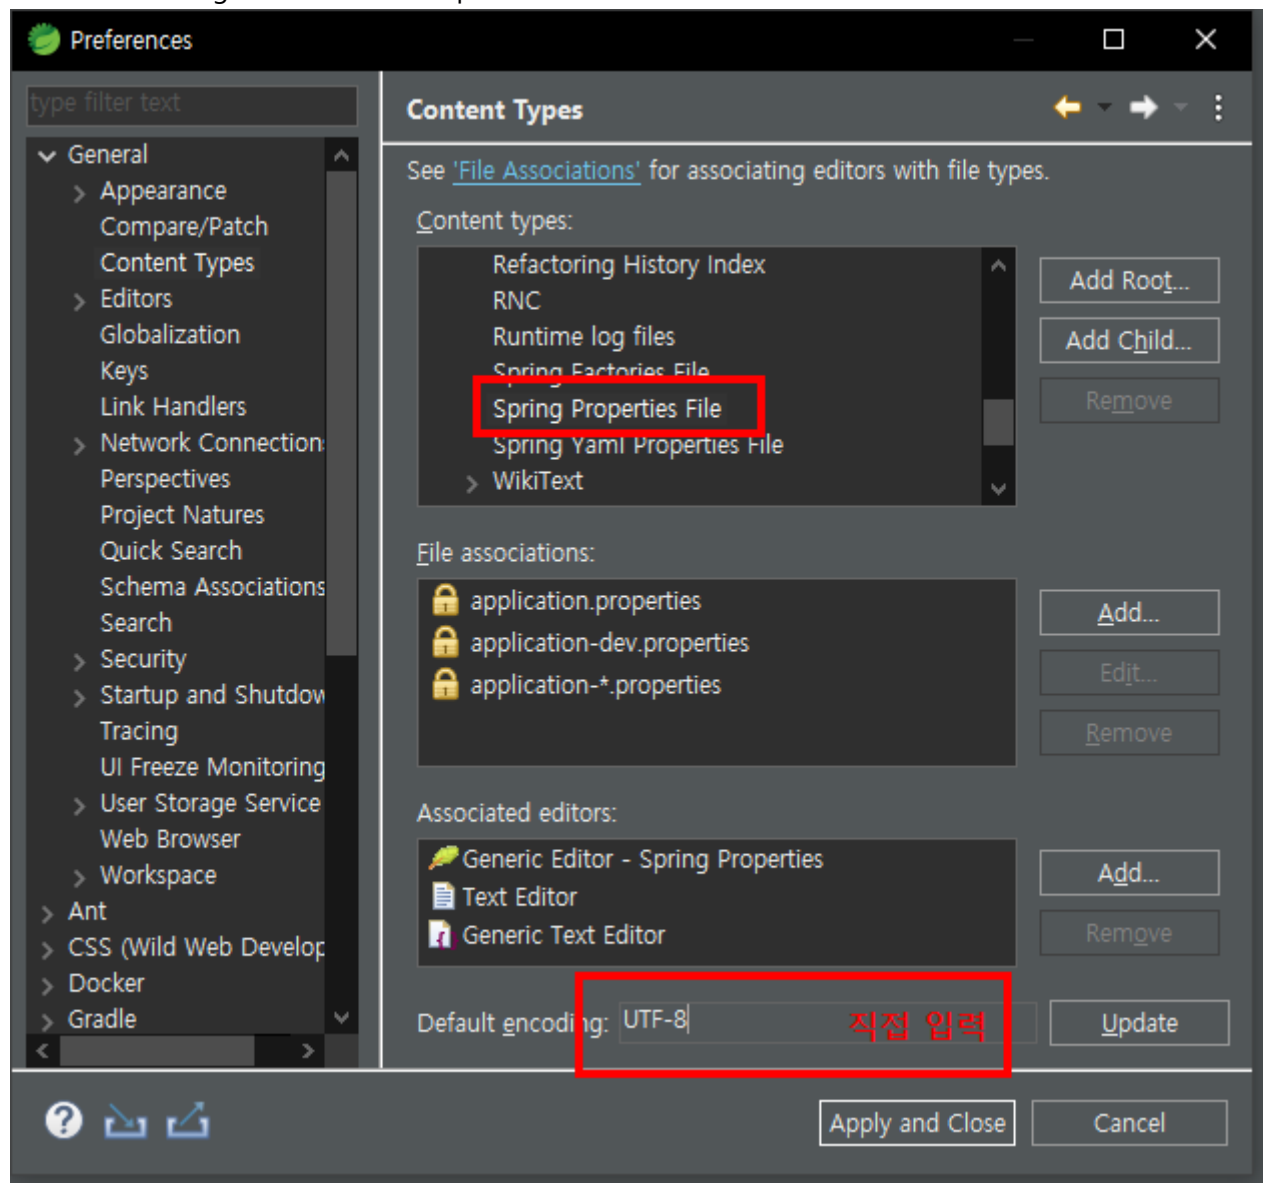 Preferences
type filter text
General
Appearance
Compare/Patch
Content Types
Editors
Globalization
Keys
Link Handlers
Network Connection
Perspectives
Project Natures
Quick Search
Schema Associations
Search
Security
Startup and Shutdow
Tracing
UI Freeze Monitoring
User Storage Service
Web Browser
Workspace
Ant
CSS (Wild Web Develop
Docker
Gradle
Content Types
See 'File Associations' for associating editors with file types.
Content types:
Refactoring History Index
RNC
Runtime log files
Spring Factories File
Spring Properties File
Spring Yaml Properties File
WikiText
Add Root...
Add Child...
Remove
File associations:
application.properties
application-dev.properties
application-*.properties
Add...
Edit...
Remove
Associated editors:
Generic Editor - Spring Properties
Text Editor
Generic Text Editor
Add...
Remove
Default encoding: UTF-8 직접 입력 Update
Apply and Close Cancel